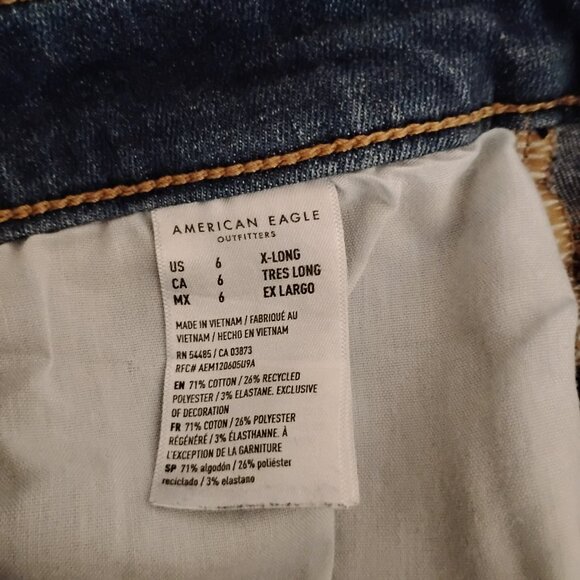 AMERICAN EAGLE
OUTFITTERS
US 6 X-LONG
CA 6 TRES LONG
MX 6 EX LARGO
MADE IN VIETNAM / FABRIQUÉ AU
VIETNAM / HECHO EN VIETNAM
RN 54485 / CA 03873
RFC# AEM120605U9A
EN 71% COTTON / 26% RECYCLED
POLYESTER / 3% ELASTANE, EXCLUSIVE
OF DECORATION
FR 71% COTON / 26% POLYESTER
RÉGÉNÉRÉ / 3% ÉLASTHANNE, À
L'EXCEPTION DE LA GARNITURE
SP 71% algodón / 26% poliéster
reciclado / 3% elastano